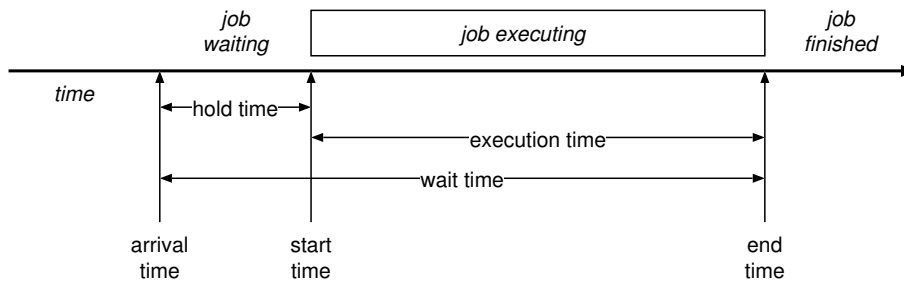 job
waiting
job executing
job
finished
time
hold time
execution time
wait time
arrival
time
start
time
end
time